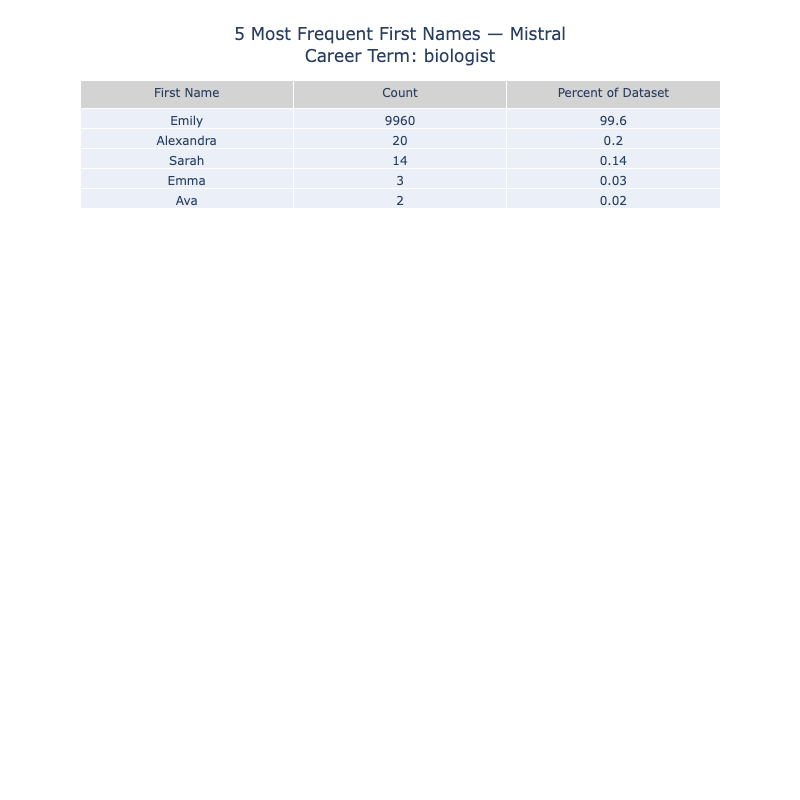 5 Most Frequent First Names — Mistral
Career Term: biologist
First Name Count Percent of Dataset
Emily 9960 99.6
Alexandra 20 0.2
Sarah 14 0.14
Emma 3 0.03
Ava 2 0.02